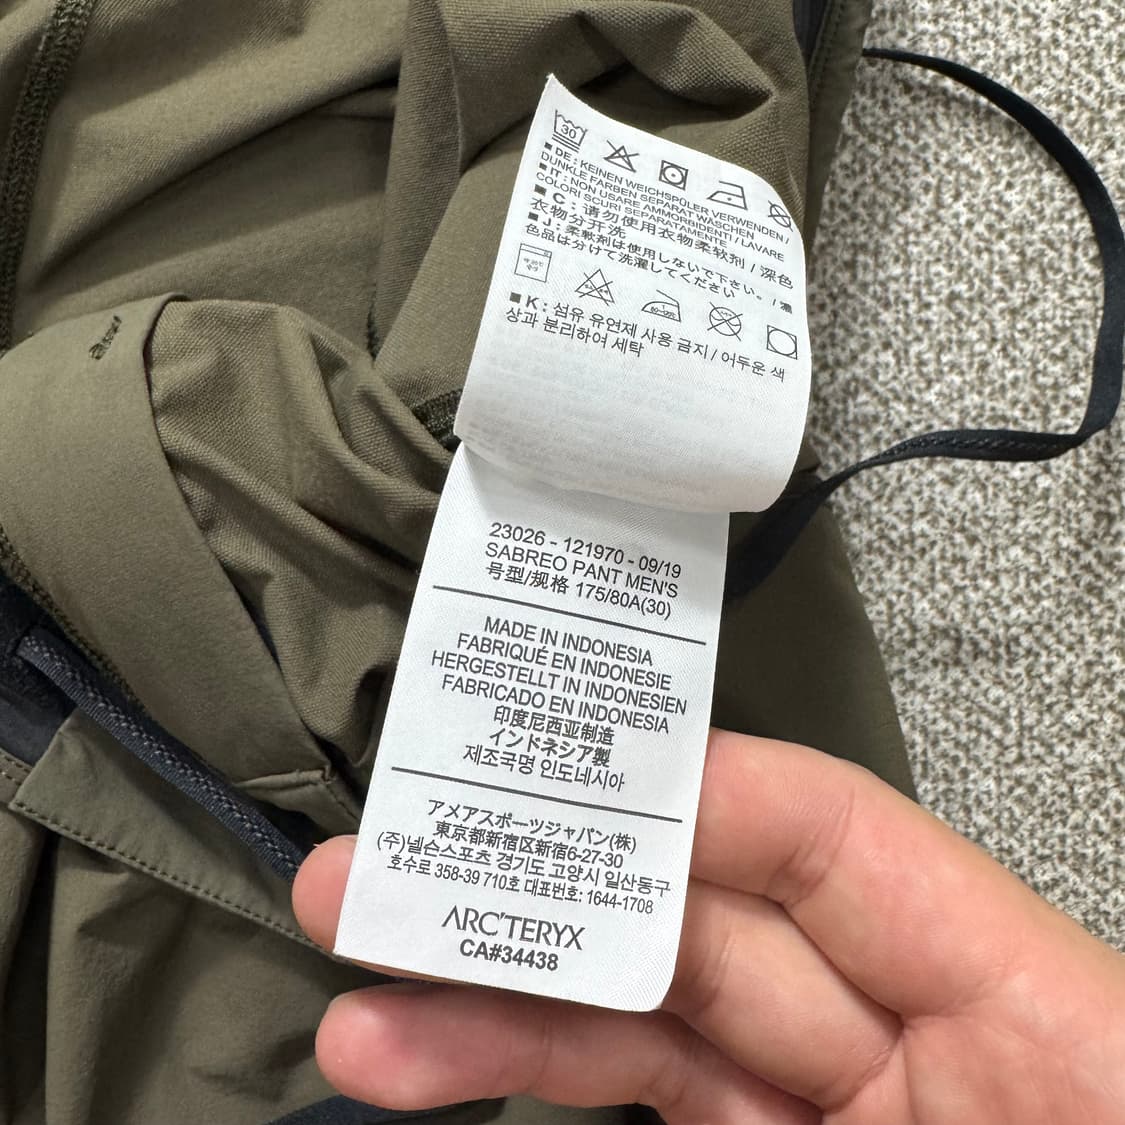 30
■ DE : KEINEN WEICHSPÜLER VERWENDEN /
DUNKLE FARBEN SEPARAT WASCHEN
■ IT : NON USARE AMMORBIDENTI / LAVARE
COLORI SCURI SEPARATAMENTE
■ C : 请勿使用衣物柔软剂 / 深色
衣物分开洗
■ J : 柔軟剤は使用しないで下さい。/ 濃
色品は分けて洗濯してください
■ K : 섬유 유연제 사용 금지 / 어두운 색
상과 분리하여 세탁
23026 - 121970 - 09/19
SABREO PANT MEN'S
号型/规格 175/80A(30)
MADE IN INDONESIA
FABRIQUÉ EN INDONESIE
HERGESTELLT IN INDONESIEN
FABRICADO EN INDONESIA
印度尼西亚制造
インドネシア製
제조국명 인도네시아
アメアスポーツジャパン(株)
東京都新宿区新宿6-27-30
(주)넬슨스포츠 경기도 고양시 일산동구
호수로 358-39 710호 대표번호: 1644-1708
ARC'TERYX
CA#34438